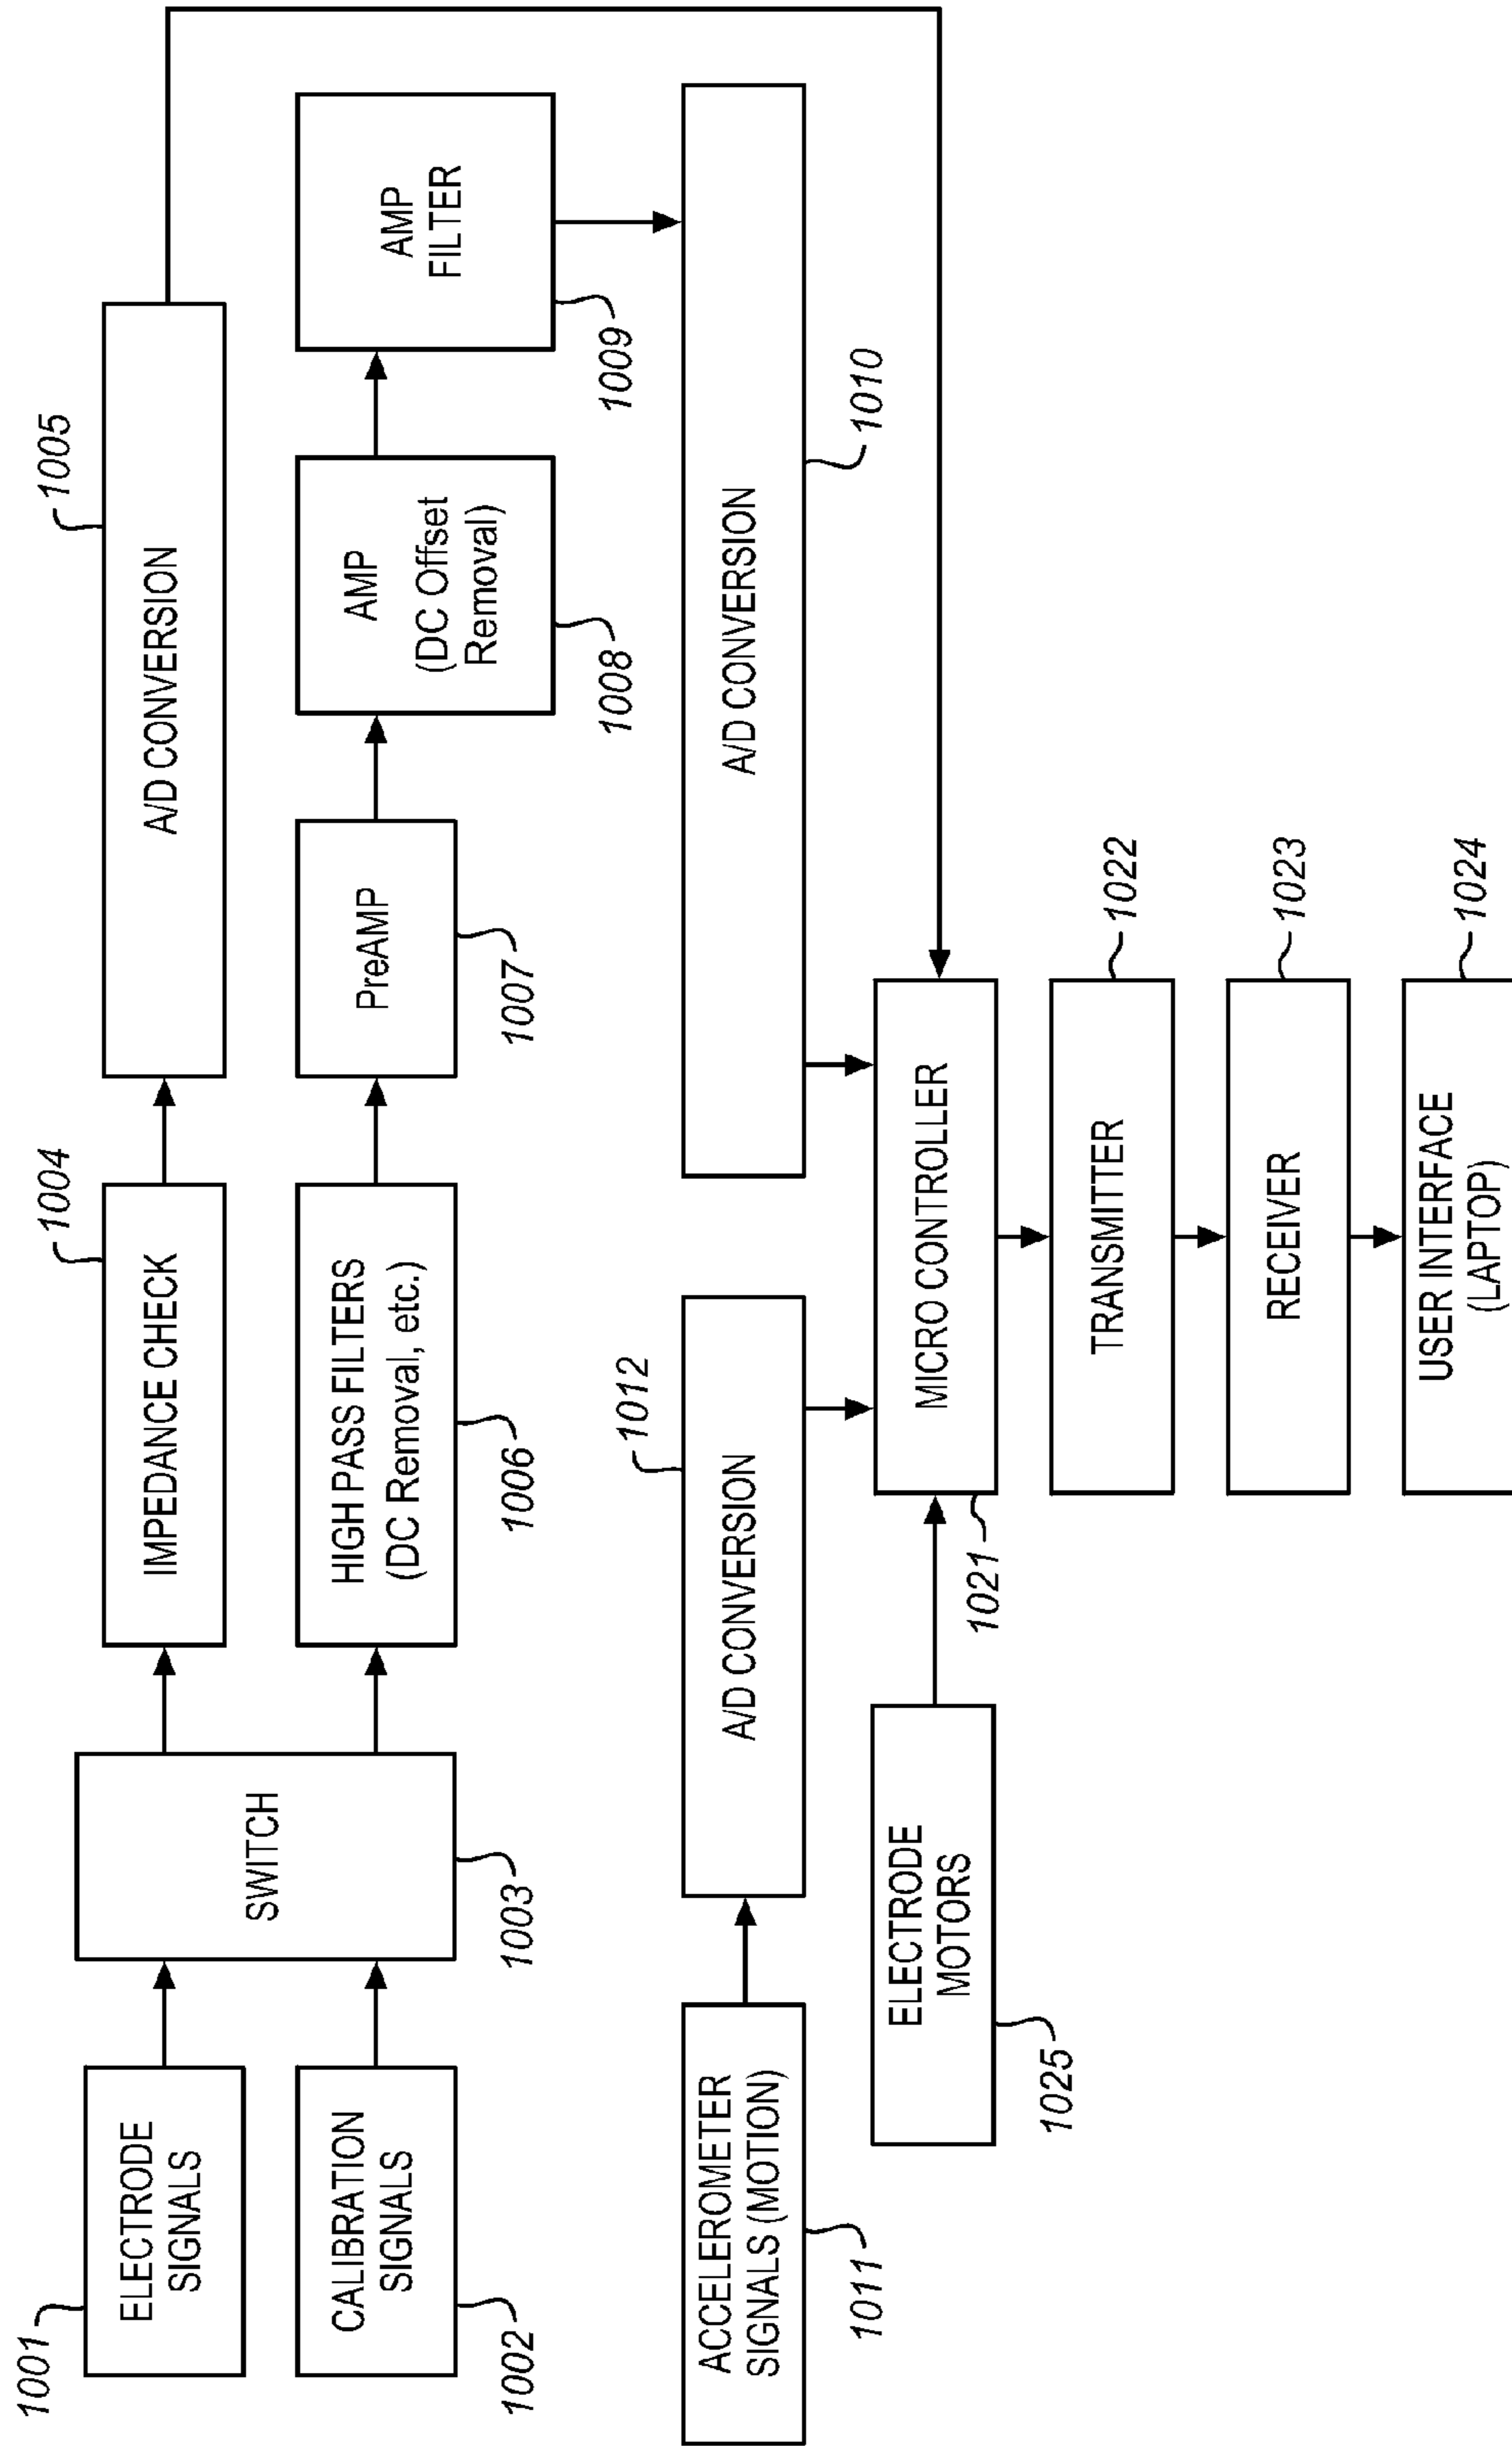 1001
ELECTRODE
SIGNALS
1002
CALIBRATION
SIGNALS
SWITCH
1003
1004
IMPEDANCE CHECK
1005
A/D CONVERSION
HIGH PASS FILTERS
(DC Removal, etc.)
1006
PreAMP
1007
AMP
(DC Offset
Removal)
1008
AMP
FILTER
1009
ACCELEROMETER
SIGNALS (MOTION)
1011
1012
A/D CONVERSION
A/D CONVERSION
1010
ELECTRODE
MOTORS
1025
MICRO CONTROLLER
1021
TRANSMITTER
1022
RECEIVER
1023
USER INTERFACE
(LAPTOP)
1024